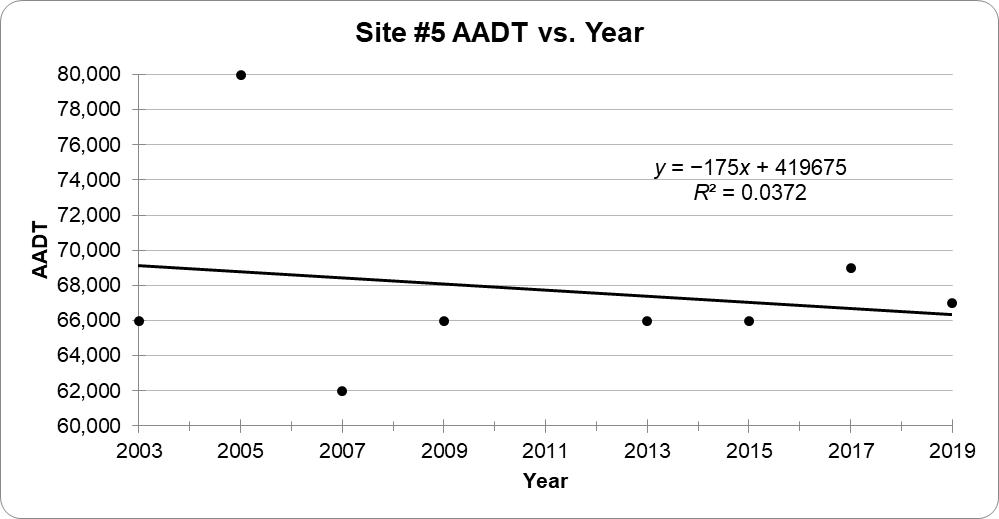 Site #5 AADT vs. Year
80,000
78,000
76,000
74,000
72,000
70,000
68,000
66,000
64,000
62,000
60,000
AADT
y = −175x + 419675
R² = 0.0372
2003 2005 2007 2009 2011 2013 2015 2017 2019
Year